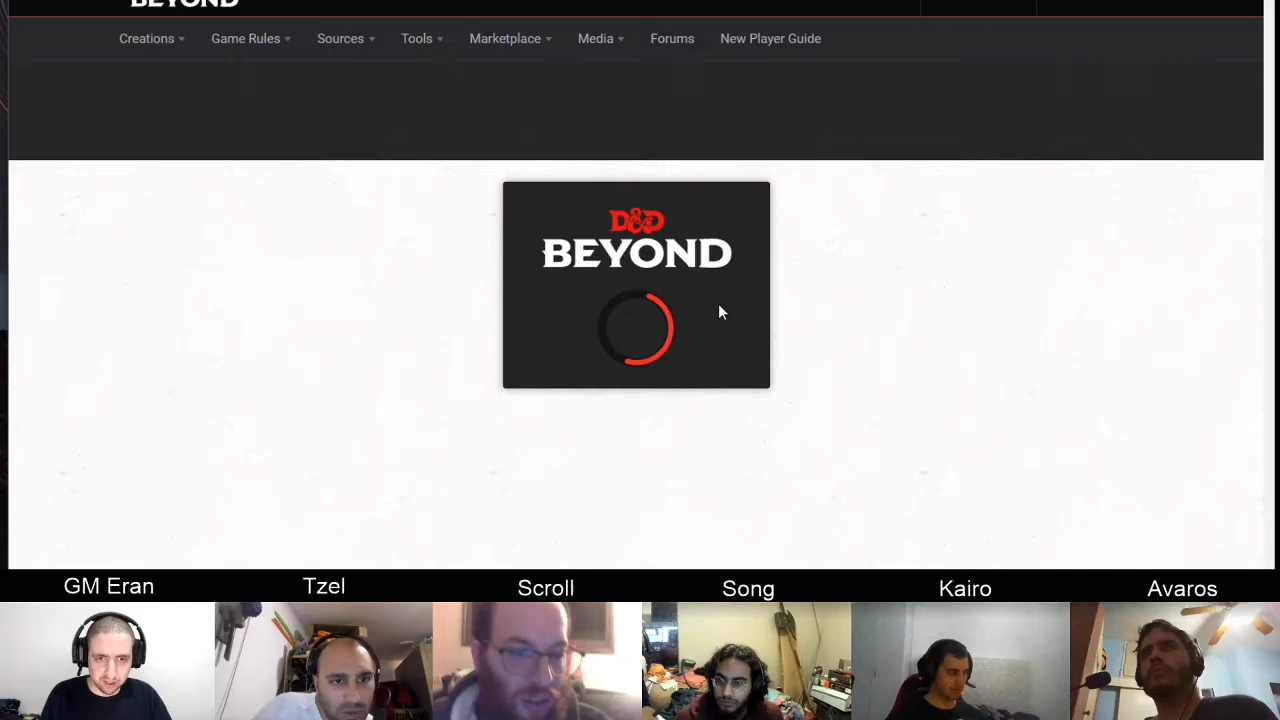 BEYOND
Creations Game Rules Sources Tools Marketplace Media Forums New Player Guide
D&D
BEYOND
GM Eran Tzel Scroll Song Kairo Avaros